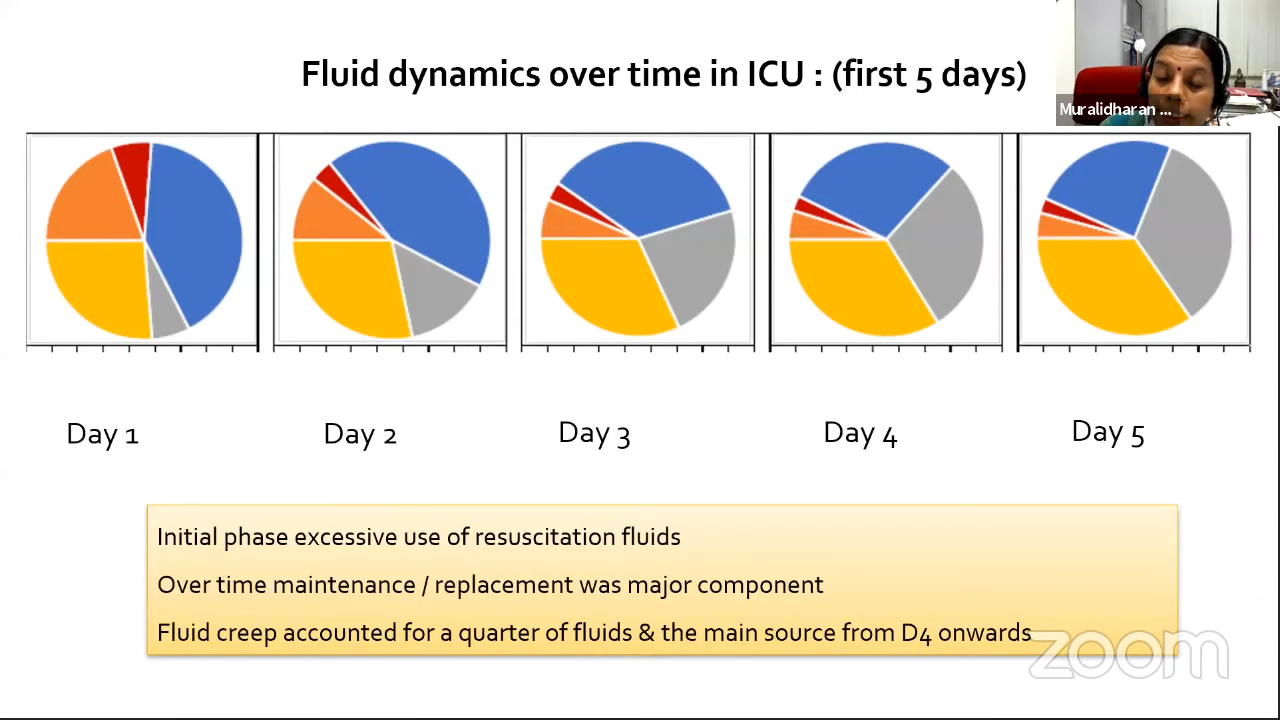 Fluid dynamics over time in ICU : (first 5 days)
Muralidharan ...
Day 1
Day 2
Day 3
Day 4
Day 5
Initial phase excessive use of resuscitation fluids
Over time maintenance / replacement was major component
Fluid creep accounted for a quarter of fluids & the main source from D4 onwards
zoom